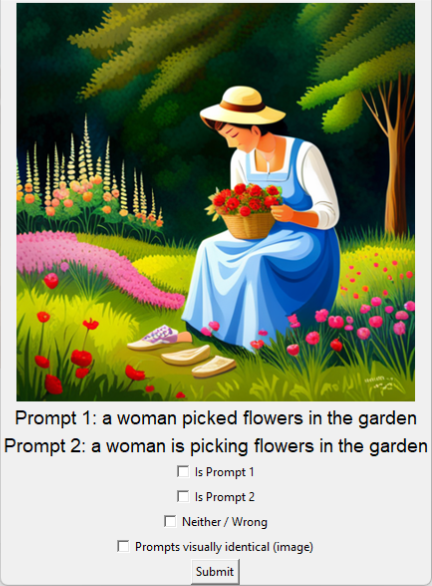 Prompt 1: a woman picked flowers in the garden
Prompt 2: a woman is picking flowers in the garden
Is Prompt 1
Is Prompt 2
Neither / Wrong
Prompts visually identical (image)
Submit